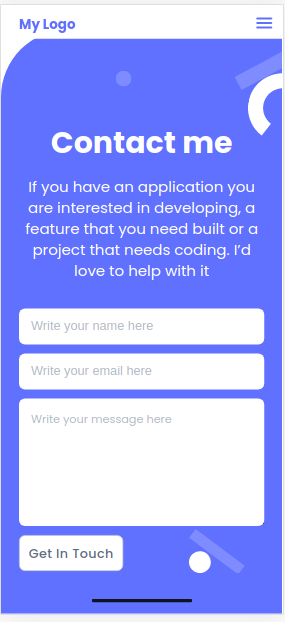 My Logo
Contact me
If you have an application you
are interested in developing, a
feature that you need built or a
project that needs coding. I’d
love to help with it
Write your name here
Write your email here
Write your message here
Get In Touch